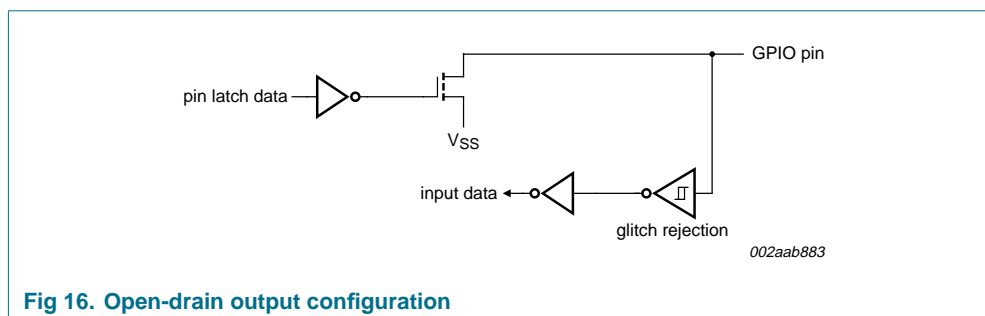 GPIO pin
pin latch data
VSS
input data
glitch rejection
002aab883
Fig 16. Open-drain output configuration